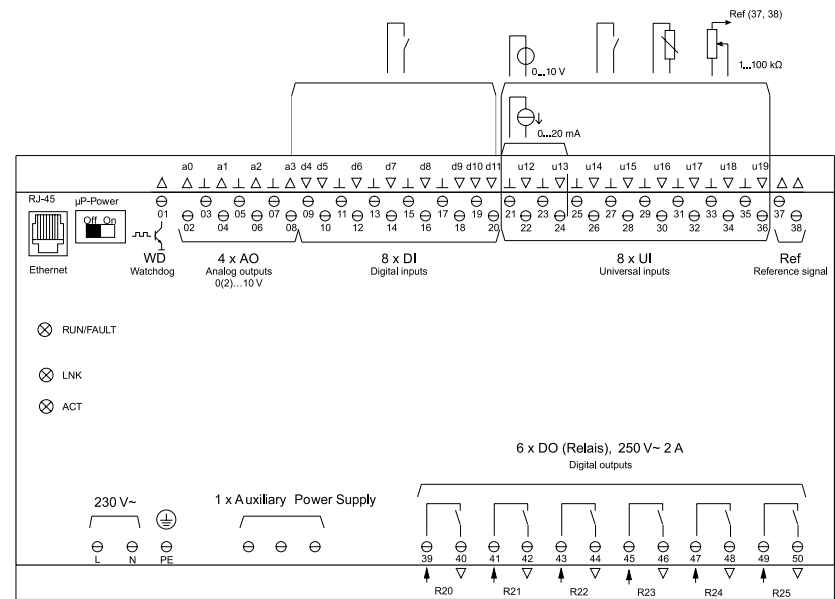 Ref (37, 38)
0...10 V
1...100 kΩ
0...20 mA
a0 a1 a2 a3 d4 d5 d6 d7 d8 d9 d10 d11 u12 u13 u14 u15 u16 u17 u18 u19
RJ-45 µP-Power
Off On
01 03 05 07 09 11 13 15 17 19 21 23 25 27 29 31 33 35 37
02 04 06 08 10 12 14 16 18 20 22 24 26 28 30 32 34 36 38
Ethernet
WD
Watchdog
4 x AO
Analog outputs
0(2)...10 V
8 x DI
Digital inputs
8 x UI
Universal inputs
Ref
Reference signal
RUN/FAULT
LNK
ACT
6 x DO (Relais), 250 V~ 2 A
Digital outputs
230 V~
1 x Auxiliary Power Supply
L N PE
39 40 41 42 43 44 45 46 47 48 49 50
R20 R21 R22 R23 R24 R25